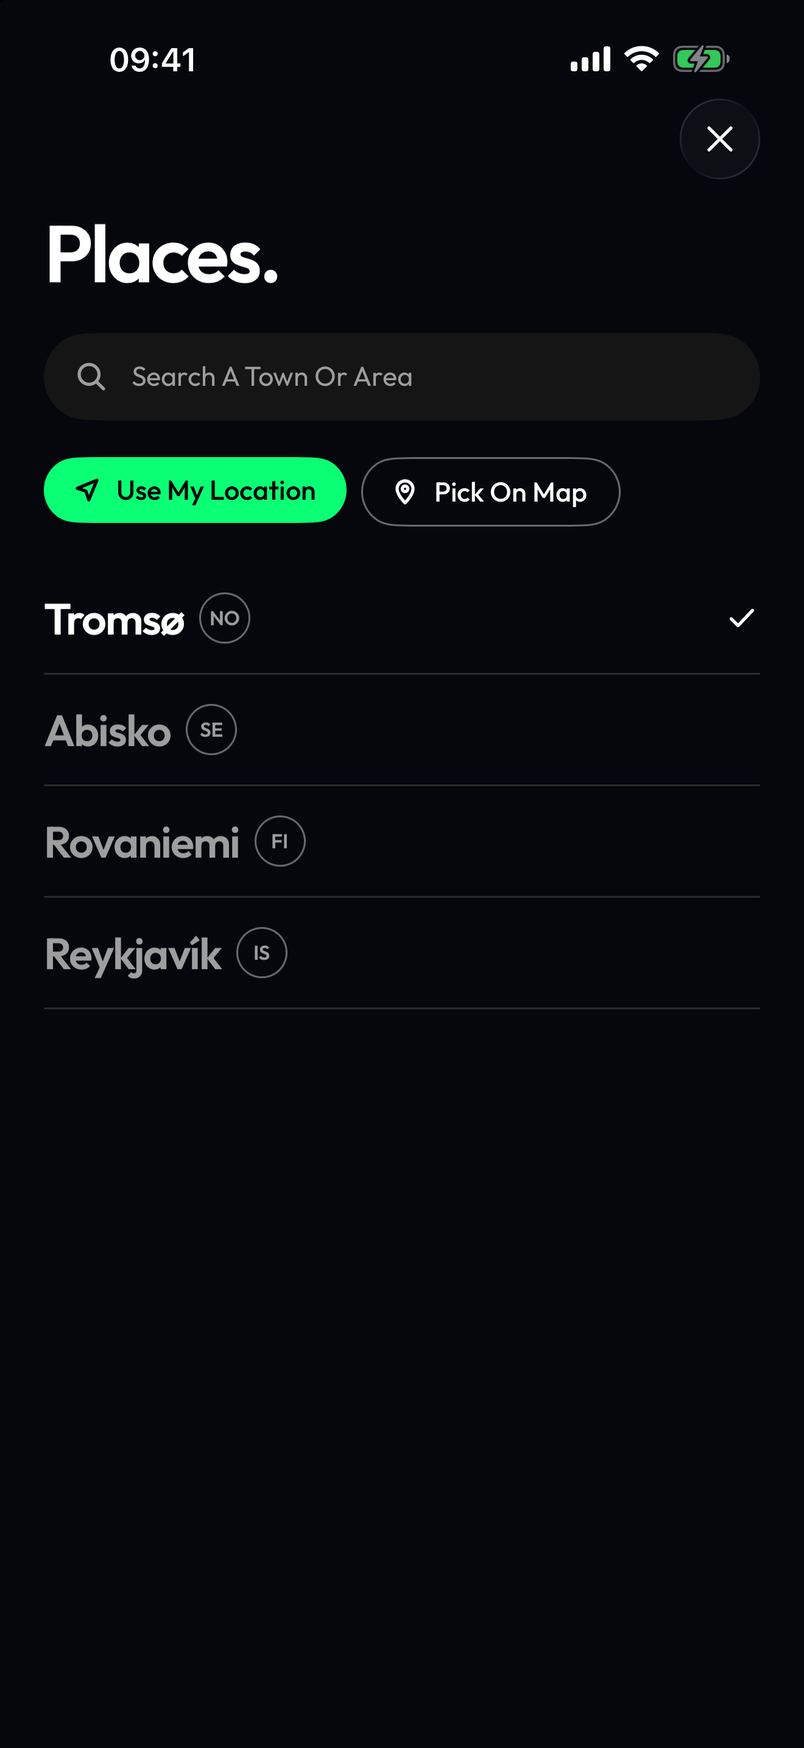 09:41
Places.
Search A Town Or Area
Use My Location
Pick On Map
Tromsø NO
Abisko SE
Rovaniemi FI
Reykjavík IS